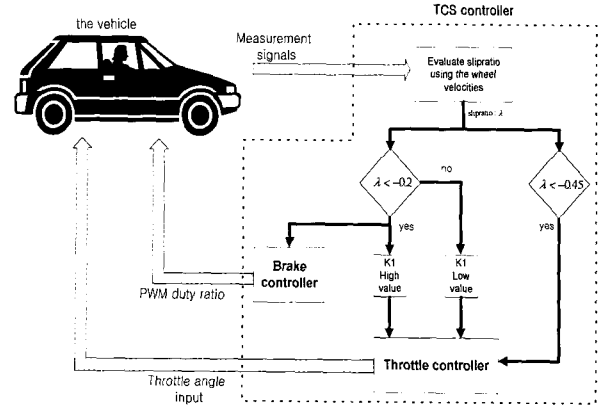 TCS controller
the vehicle
Measurement
signals
Evaluate slipratio
using the wheel
velocities
slipratio : λ
λ < -0.2
no
λ < -0.45
yes
yes
Brake
controller
K1
High
value
K1
Low
value
PWM duty ratio
Throttle controller
Throttle angle
input